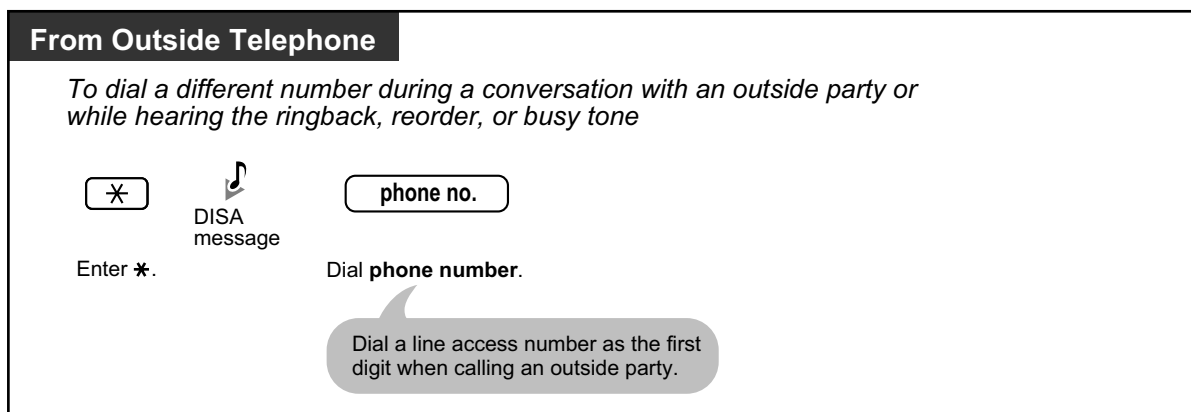 From Outside Telephone
To dial a different number during a conversation with an outside party or
while hearing the ringback, reorder, or busy tone
✳ phone no.
DISA
message
Enter ✳. Dial phone number.
Dial a line access number as the first
digit when calling an outside party.